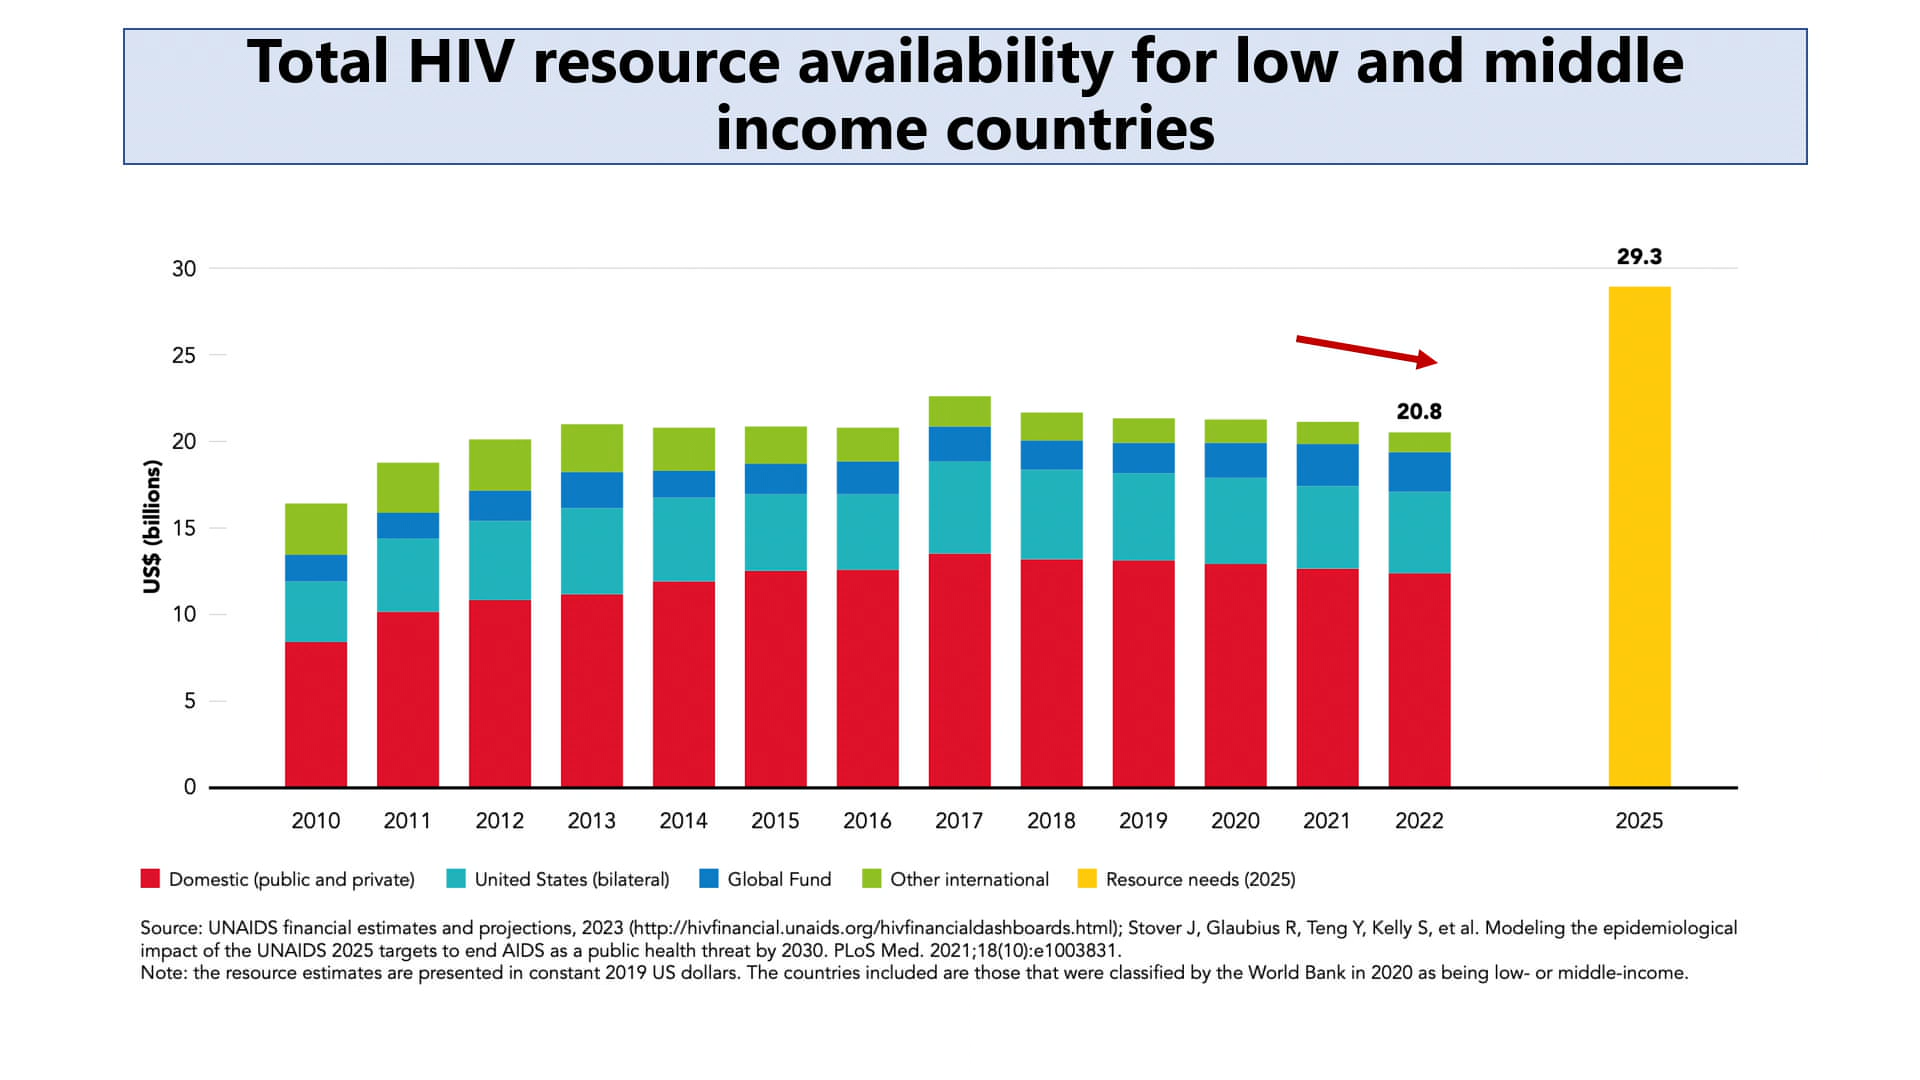 Total HIV resource availability for low and middle
income countries
US$ (billions)
30
25
20
15
10
5
0
20.8
29.3
2010 2011 2012 2013 2014 2015 2016 2017 2018 2019 2020 2021 2022 2025
Domestic (public and private) United States (bilateral) Global Fund Other international Resource needs (2025)
Source: UNAIDS financial estimates and projections, 2023 (http://hivfinancial.unaids.org/hivfinancialdashboards.html); Stover J, Glaubius R, Teng Y, Kelly S, et al. Modeling the epidemiological
impact of the UNAIDS 2025 targets to end AIDS as a public health threat by 2030. PLoS Med. 2021;18(10):e1003831.
Note: the resource estimates are presented in constant 2019 US dollars. The countries included are those that were classified by the World Bank in 2020 as being low- or middle-income.